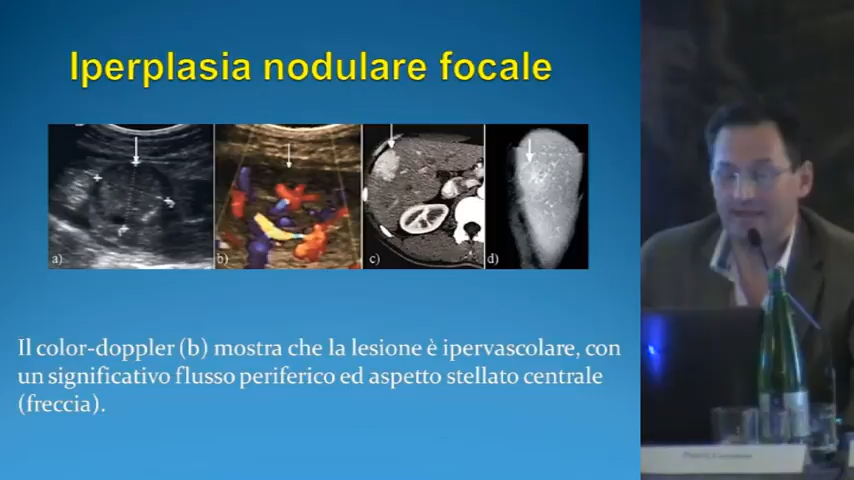 Iperplasia nodulare focale
a) b) c) d)
Il color-doppler (b) mostra che la lesione è ipervascolare, con
un significativo flusso periferico ed aspetto stellato centrale
(freccia).